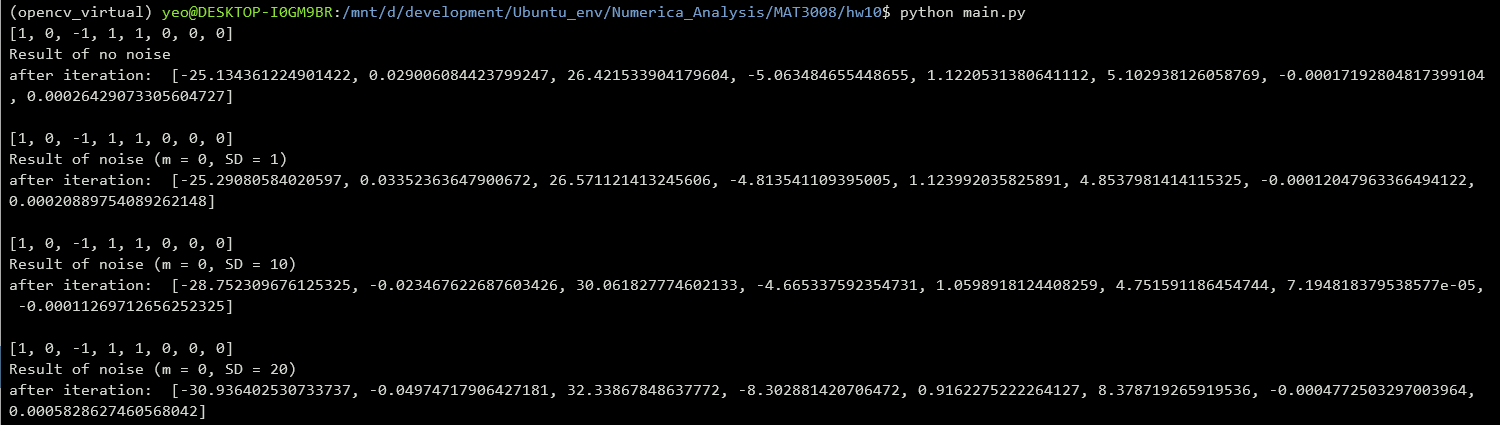 (opencv_virtual) yeo@DESKTOP-I0GM9BR:/mnt/d/development/Ubuntu_env/Numerica_Analysis/MAT3008/hw10$ python main.py
[1, 0, -1, 1, 1, 0, 0, 0]
Result of no noise
after iteration:  [-25.134361224901422, 0.029006084423799247, 26.421533904179604, -5.063484655448655, 1.1220531380641112, 5.102938126058769, -0.00017192804817399104
, 0.00026429073305604727]
[1, 0, -1, 1, 1, 0, 0, 0]
Result of noise (m = 0, SD = 1)
after iteration:  [-25.29080584020597, 0.03352363647900672, 26.571121413245606, -4.813541109395005, 1.123992035825891, 4.8537981414115325, -0.00012047963366494122,
0.00020889754089262148]
[1, 0, -1, 1, 1, 0, 0, 0]
Result of noise (m = 0, SD = 10)
after iteration:  [-28.752309676125325, -0.023467622687603426, 30.061827774602133, -4.665337592354731, 1.0598918124408259, 4.751591186454744, 7.194818379538577e-05,
 -0.00011269712656252325]
[1, 0, -1, 1, 1, 0, 0, 0]
Result of noise (m = 0, SD = 20)
after iteration:  [-30.936402530733737, -0.04974717906427181, 32.33867848637772, -8.302881420706472, 0.9162275222264127, 8.378719265919536, -0.0004772503297003964,
0.0005828627460568042]